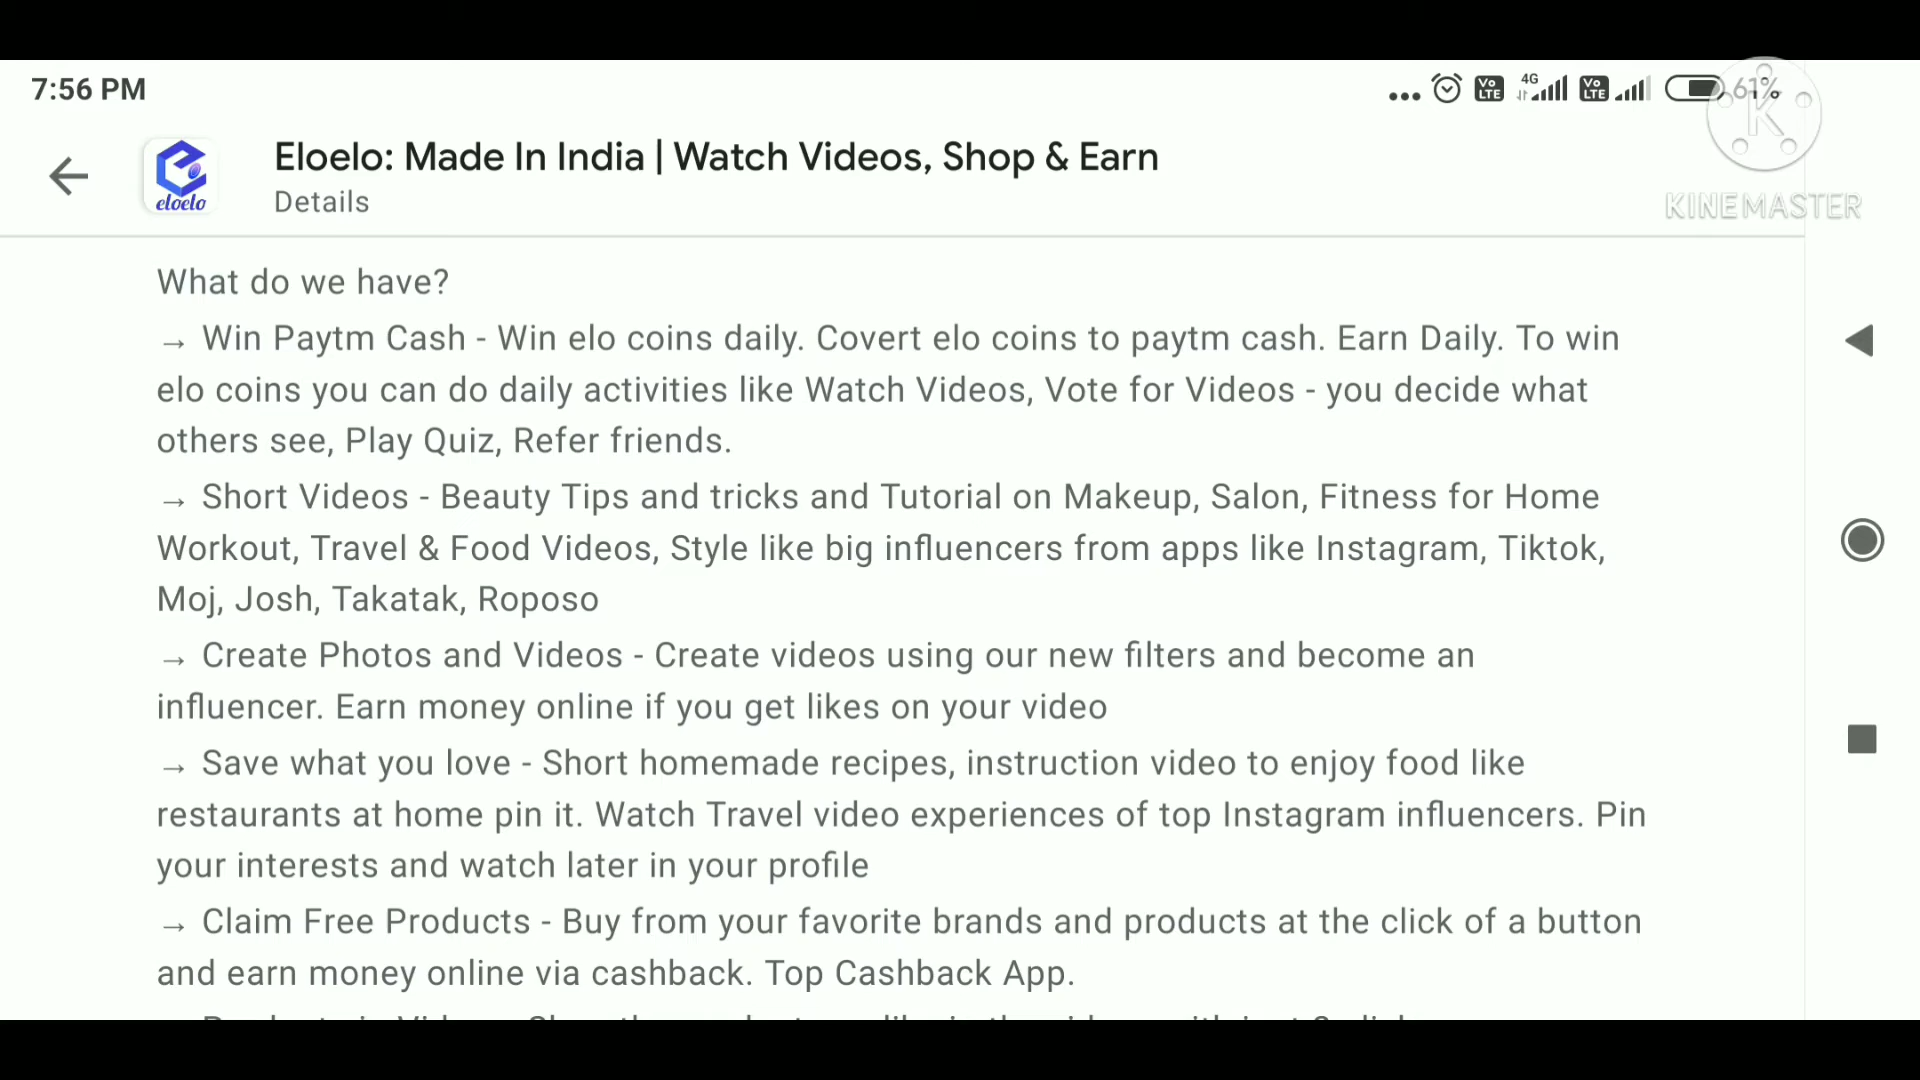 7:56 PM
Vo LTE 4G Vo LTE 61%
K
KINEMASTER
eloelo
Eloelo: Made In India | Watch Videos, Shop & Earn
Details
What do we have?
→ Win Paytm Cash - Win elo coins daily. Covert elo coins to paytm cash. Earn Daily. To win
elo coins you can do daily activities like Watch Videos, Vote for Videos - you decide what
others see, Play Quiz, Refer friends.
→ Short Videos - Beauty Tips and tricks and Tutorial on Makeup, Salon, Fitness for Home
Workout, Travel & Food Videos, Style like big influencers from apps like Instagram, Tiktok,
Moj, Josh, Takatak, Roposo
→ Create Photos and Videos - Create videos using our new filters and become an
influencer. Earn money online if you get likes on your video
→ Save what you love - Short homemade recipes, instruction video to enjoy food like
restaurants at home pin it. Watch Travel video experiences of top Instagram influencers. Pin
your interests and watch later in your profile
→ Claim Free Products - Buy from your favorite brands and products at the click of a button
and earn money online via cashback. Top Cashback App.